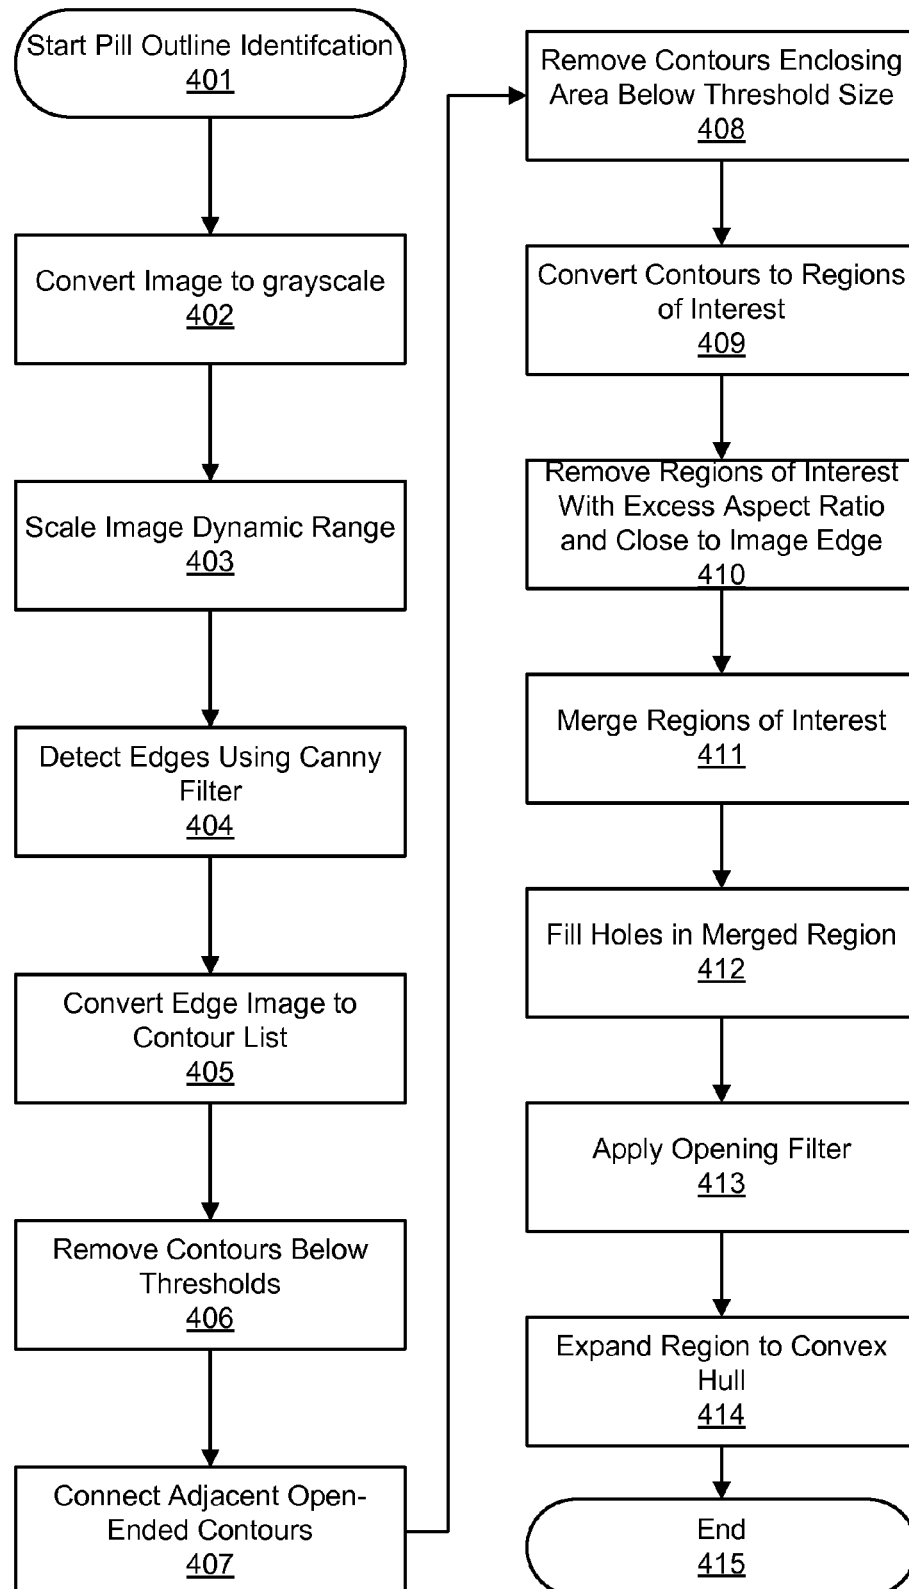 Start Pill Outline Identifcation
401
Convert Image to grayscale
402
Scale Image Dynamic Range
403
Detect Edges Using Canny
Filter
404
Convert Edge Image to
Contour List
405
Remove Contours Below
Thresholds
406
Connect Adjacent Open-
Ended Contours
407
Remove Contours Enclosing
Area Below Threshold Size
408
Convert Contours to Regions
of Interest
409
Remove Regions of Interest
With Excess Aspect Ratio
and Close to Image Edge
410
Merge Regions of Interest
411
Fill Holes in Merged Region
412
Apply Opening Filter
413
Expand Region to Convex
Hull
414
End
415